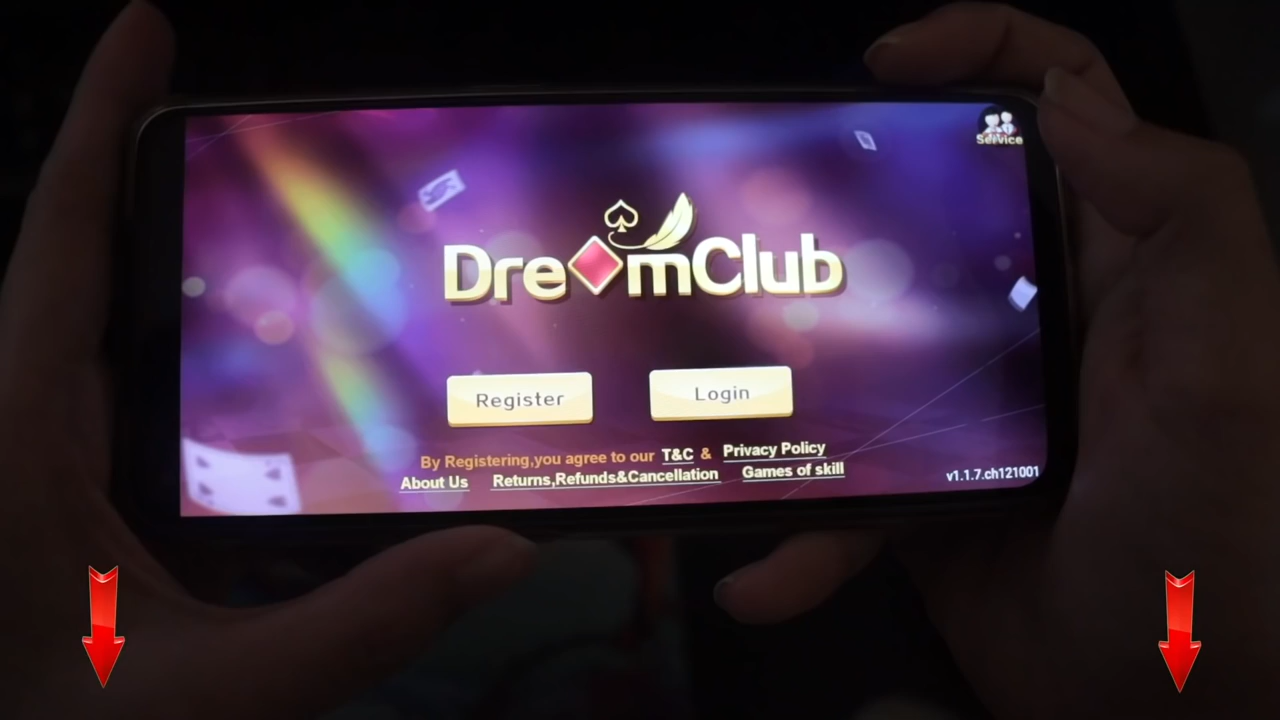 Service
DreamClub
Register
Login
By Registering,you agree to our T&C & Privacy Policy
About Us Returns,Refunds&Cancellation Games of skill
v1.1.7.ch121001